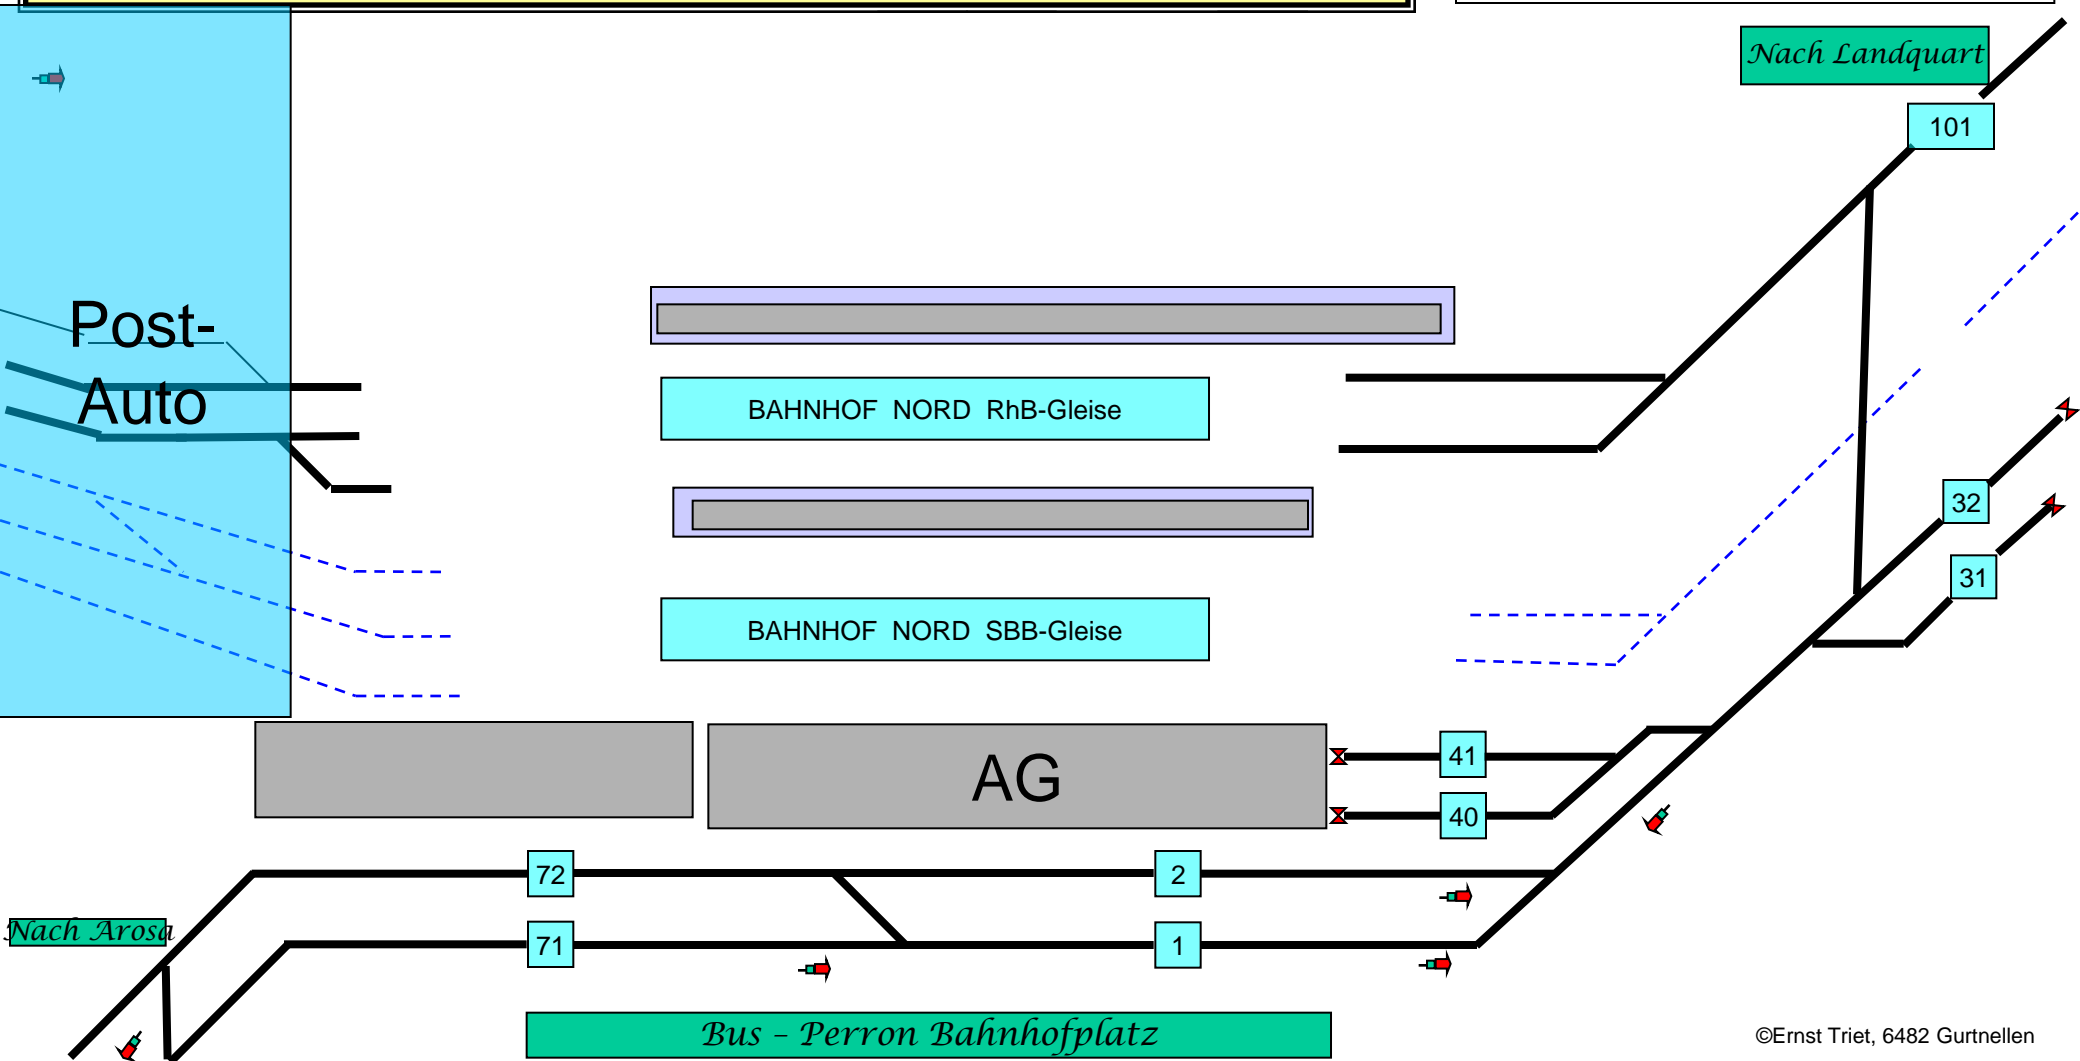 Nach Landquart
101
Post-
Auto
BAHNHOF NORD RhB-Gleise
32
31
BAHNHOF NORD SBB-Gleise
AG
41
40
72
2
Nach Arosa
71
1
Bus – Perron Bahnhofplatz
©Ernst Triet, 6482 Gurtnellen